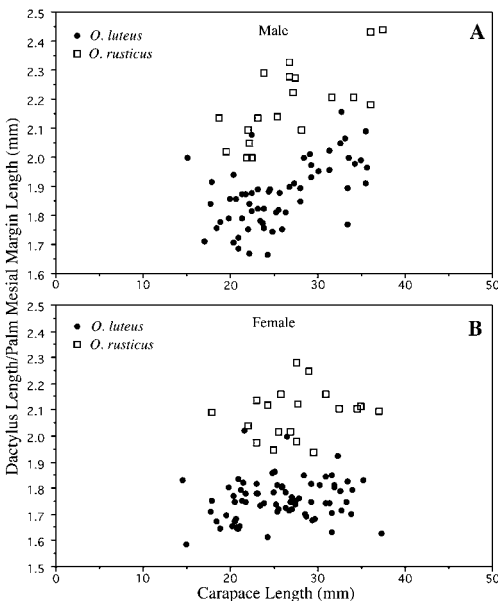 Dactylus Length/Palm Mesial Margin Length (mm)
2.5
2.4
2.3
2.2
2.1
2.0
1.9
1.8
1.7
1.6
O. luteus
O. rusticus
Male
A
0 10 20 30 40 50
2.5
2.4
2.3
2.2
2.1
2.0
1.9
1.8
1.7
1.6
1.5
O. luteus
O. rusticus
Female
B
0 10 20 30 40 50
Carapace Length (mm)